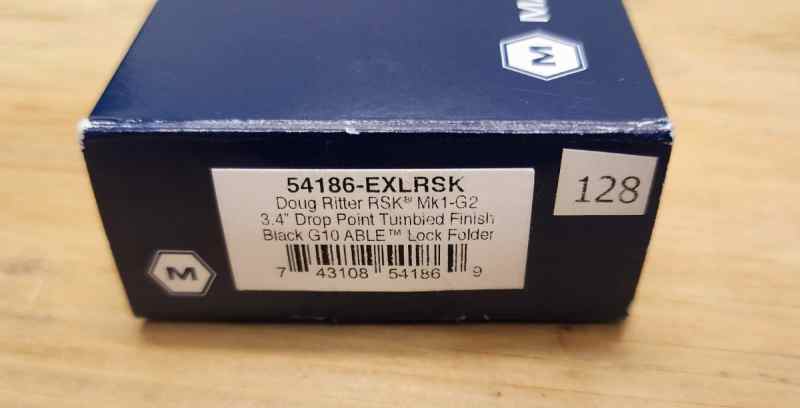 MA
M
54186-EXLRSK
Doug Ritter RSK® Mk1-G2
3.4" Drop Point Tumbled Finish
Black G10 ABLE™ Lock Folder
7 43108 54186 9
128
M